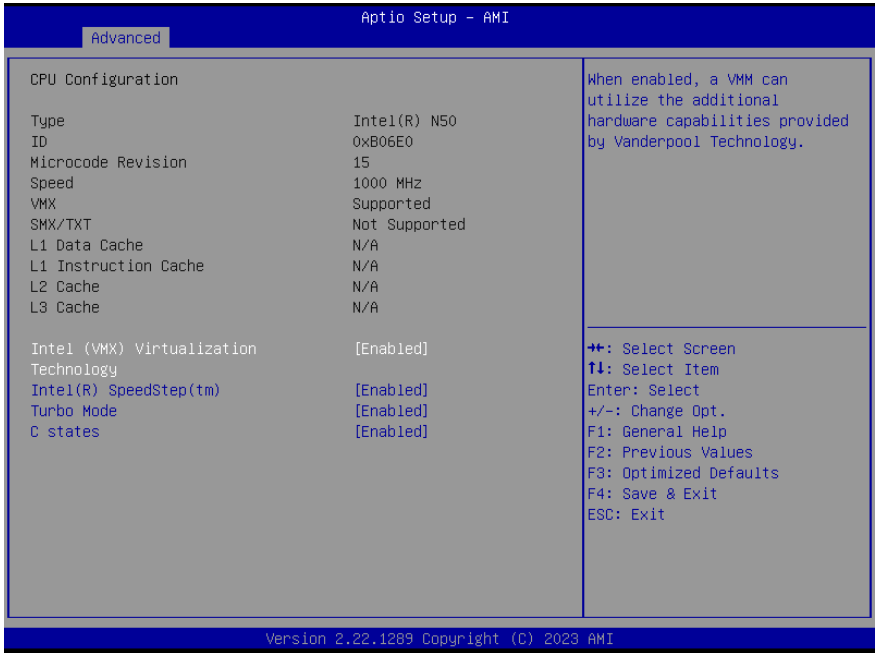 Aptio Setup – AMI
Advanced
CPU Configuration
Type Intel(R) N50
ID 0xB06E0
Microcode Revision 15
Speed 1000 MHz
VMX Supported
SMX/TXT Not Supported
L1 Data Cache N/A
L1 Instruction Cache N/A
L2 Cache N/A
L3 Cache N/A
Intel (VMX) Virtualization [Enabled]
Technology
Intel(R) SpeedStep(tm) [Enabled]
Turbo Mode [Enabled]
C states [Enabled]
When enabled, a VMM can
utilize the additional
hardware capabilities provided
by Vanderpool Technology.
→←: Select Screen
↑↓: Select Item
Enter: Select
+/-: Change Opt.
F1: General Help
F2: Previous Values
F3: Optimized Defaults
F4: Save & Exit
ESC: Exit
Version 2.22.1289 Copyright (C) 2023 AMI